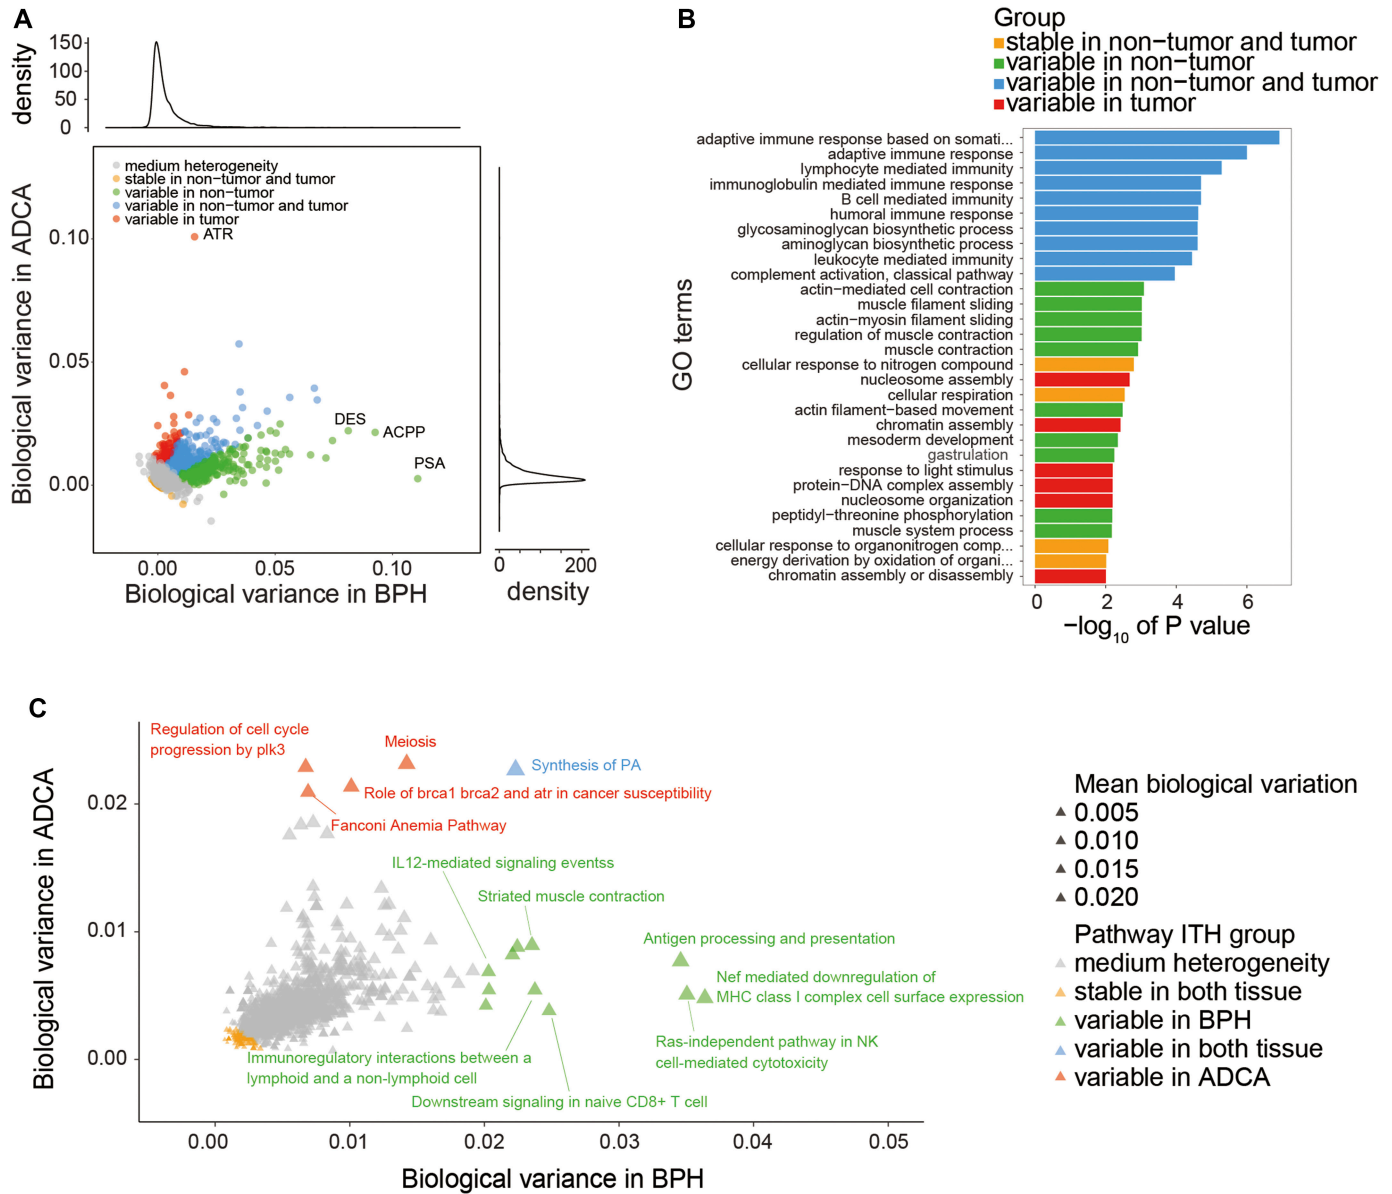 A
density
150
100
50
0
medium heterogeneity
stable in non-tumor and tumor
variable in non-tumor
variable in non-tumor and tumor
variable in tumor
ATR
DES
ACPP
PSA
Biological variance in ADCA
0.10
0.05
0.00
0.00
0.05
0.10
Biological variance in BPH
0
200
density
B
Group
stable in non−tumor and tumor
variable in non−tumor
variable in non−tumor and tumor
variable in tumor
GO terms
adaptive immune response based on somati...
adaptive immune response
lymphocyte mediated immunity
immunoglobulin mediated immune response
B cell mediated immunity
humoral immune response
glycosaminoglycan biosynthetic process
aminoglycan biosynthetic process
leukocyte mediated immunity
complement activation, classical pathway
actin-mediated cell contraction
muscle filament sliding
actin−myosin filament sliding
regulation of muscle contraction
muscle contraction
cellular response to nitrogen compound
nucleosome assembly
cellular respiration
actin filament−based movement
chromatin assembly
mesoderm development
gastrulation
response to light stimulus
protein−DNA complex assembly
nucleosome organization
peptidyl−threonine phosphorylation
muscle system process
cellular response to organonitrogen comp...
energy derivation by oxidation of organi...
chromatin assembly or disassembly
0
2
4
6
−log10 of P value
C
Biological variance in ADCA
0.02
0.01
0.00
Regulation of cell cycle
progression by plk3
Meiosis
Synthesis of PA
Role of brca1 brca2 and atr in cancer susceptibility
Fanconi Anemia Pathway
IL12-mediated signaling eventss
Striated muscle contraction
Antigen processing and presentation
Nef mediated downregulation of
MHC class I complex cell surface expression
Ras-independent pathway in NK
cell-mediated cytotoxicity
Immunoregulatory interactions between a
lymphoid and a non-lymphoid cell
Downstream signaling in naive CD8+ T cell
0.00
0.01
0.02
0.03
0.04
0.05
Biological variance in BPH
Mean biological variation
0.005
0.010
0.015
0.020
Pathway ITH group
medium heterogeneity
stable in both tissue
variable in BPH
variable in both tissue
variable in ADCA